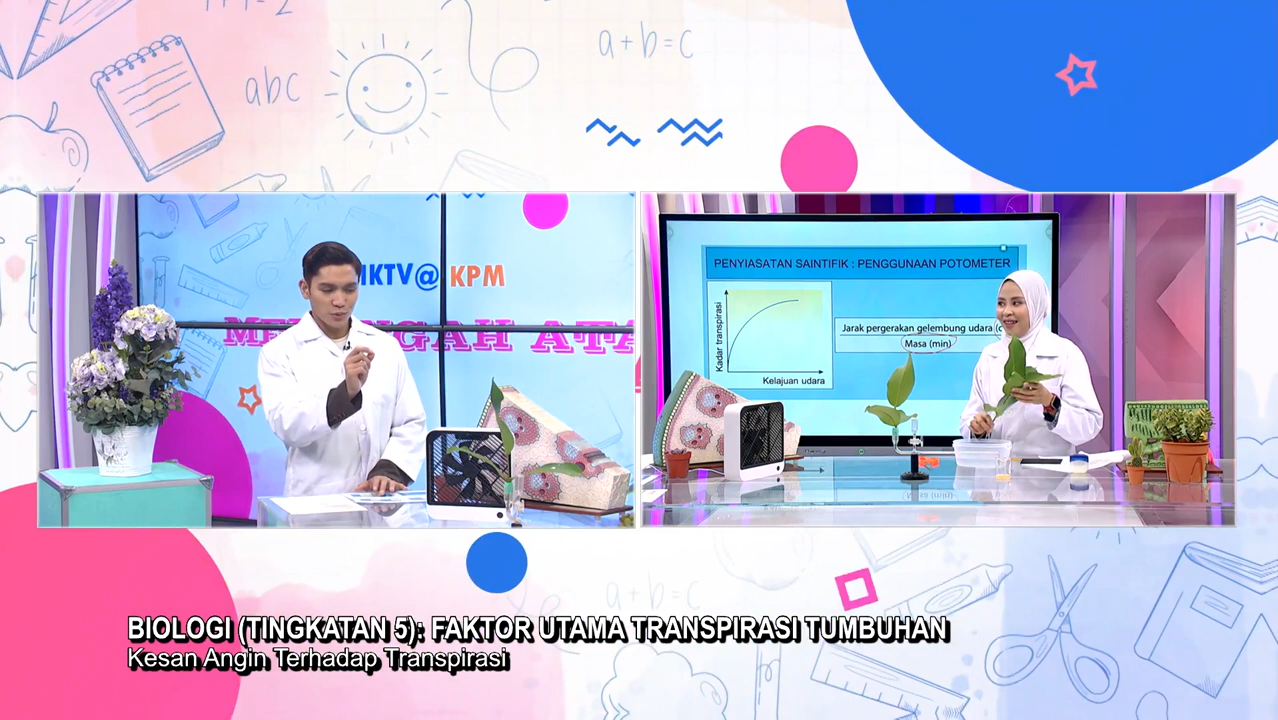 a+b=c
abc
KTV@ KPM
PENYIASATAN SAINTIFIK : PENGGUNAAN POTOMETER
Kadar transpirasi
Kelajuan udara
Jarak pergerakan gelembung udara
Masa (min)
a+b=c
BIOLOGI (TINGKATAN 5): FAKTOR UTAMA TRANSPIRASI TUMBUHAN
Kesan Angin Terhadap Transpirasi